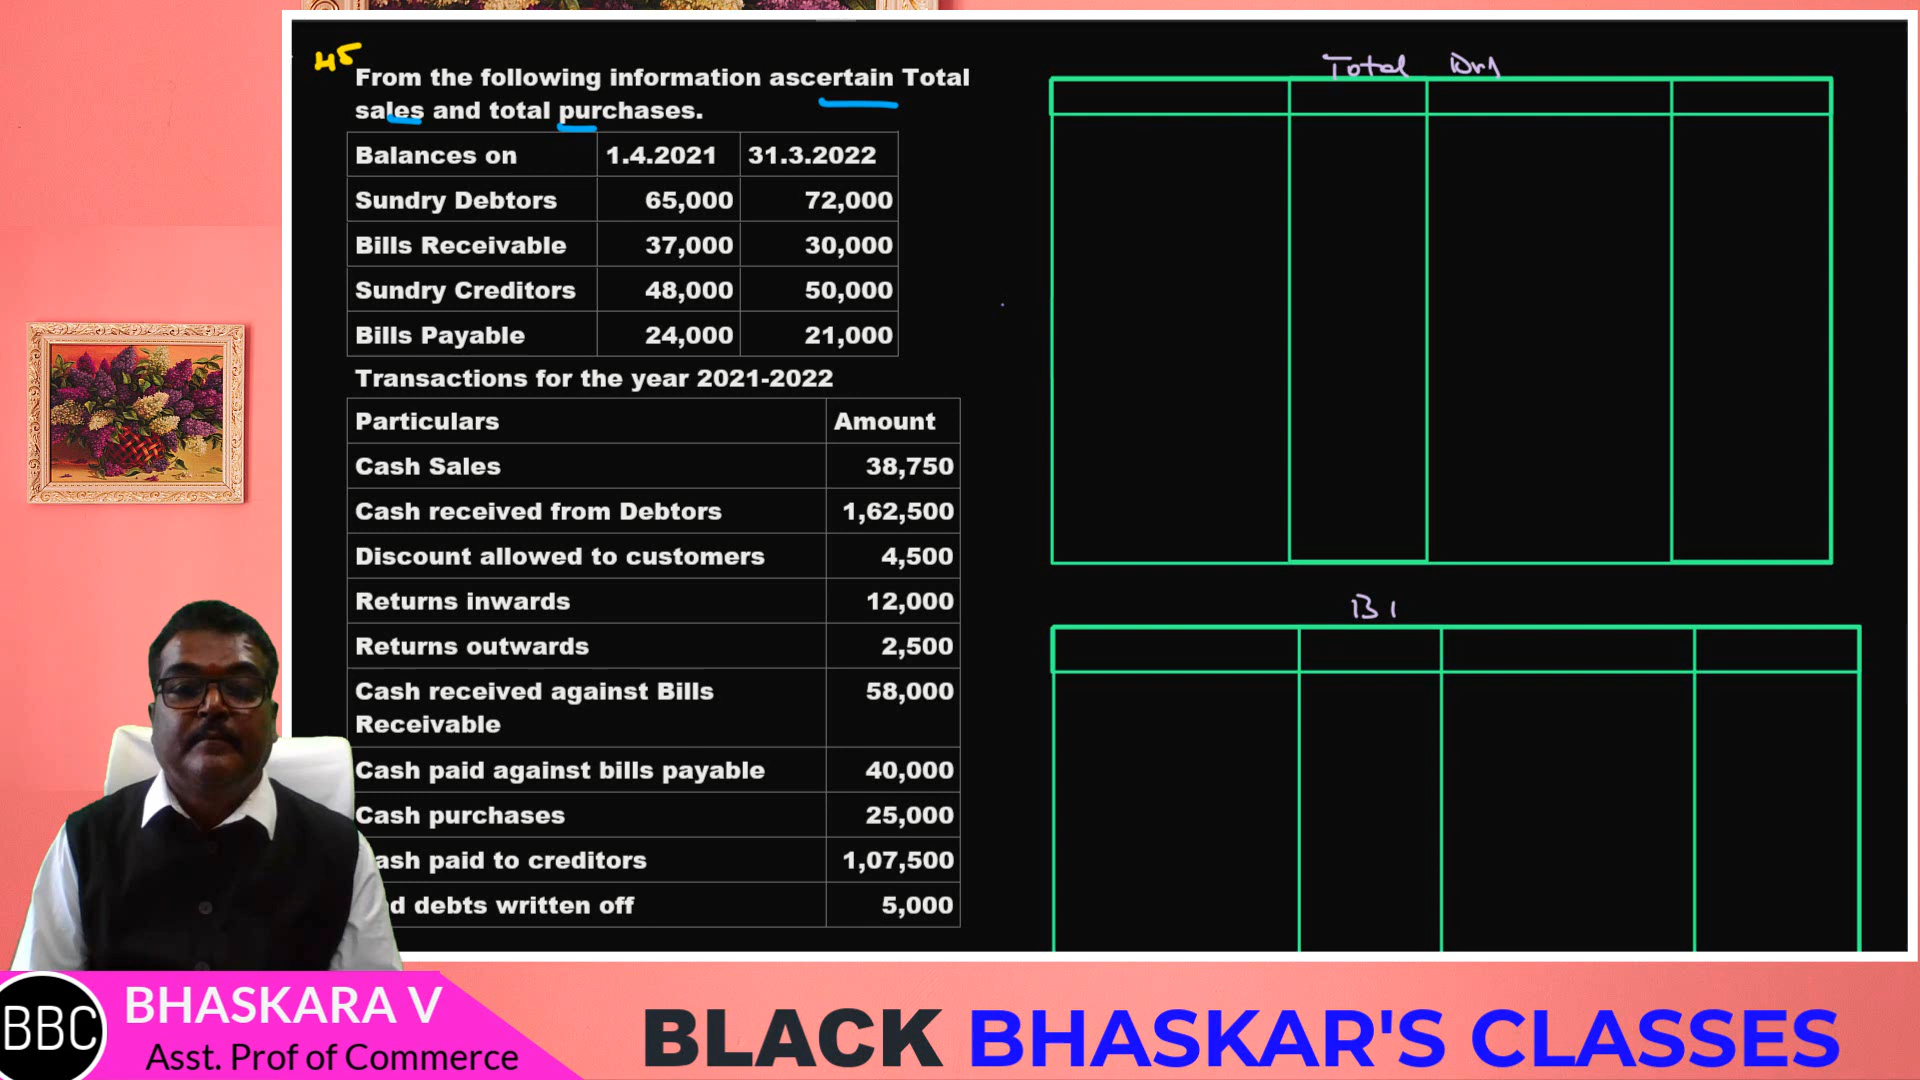 45
From the following information ascertain Total
sales and total purchases.
Balances on 1.4.2021 31.3.2022
Sundry Debtors 65,000 72,000
Bills Receivable 37,000 30,000
Sundry Creditors 48,000 50,000
Bills Payable 24,000 21,000
Transactions for the year 2021-2022
Particulars Amount
Cash Sales 38,750
Cash received from Debtors 1,62,500
Discount allowed to customers 4,500
Returns inwards 12,000
Returns outwards 2,500
Cash received against Bills 58,000
Receivable
Cash paid against bills payable 40,000
Cash purchases 25,000
ash paid to creditors 1,07,500
d debts written off 5,000
Total
B
BBC
BHASKARA V
Asst. Prof of Commerce
BLACK BHASKAR'S CLASSES